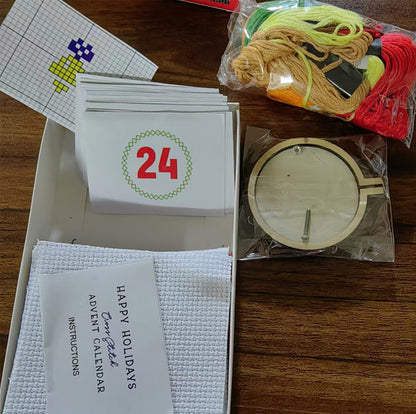 24
HAPPY HOLIDAYS
Cross Stitch
ADVENT CALENDAR
INSTRUCTIONS